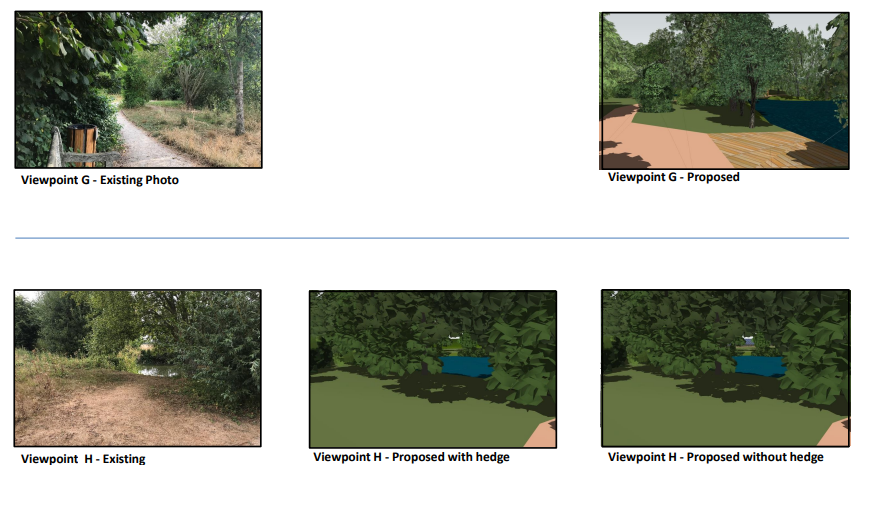 Viewpoint G - Existing Photo
Viewpoint G - Proposed
Viewpoint H - Existing
Viewpoint H - Proposed with hedge
Viewpoint H - Proposed without hedge